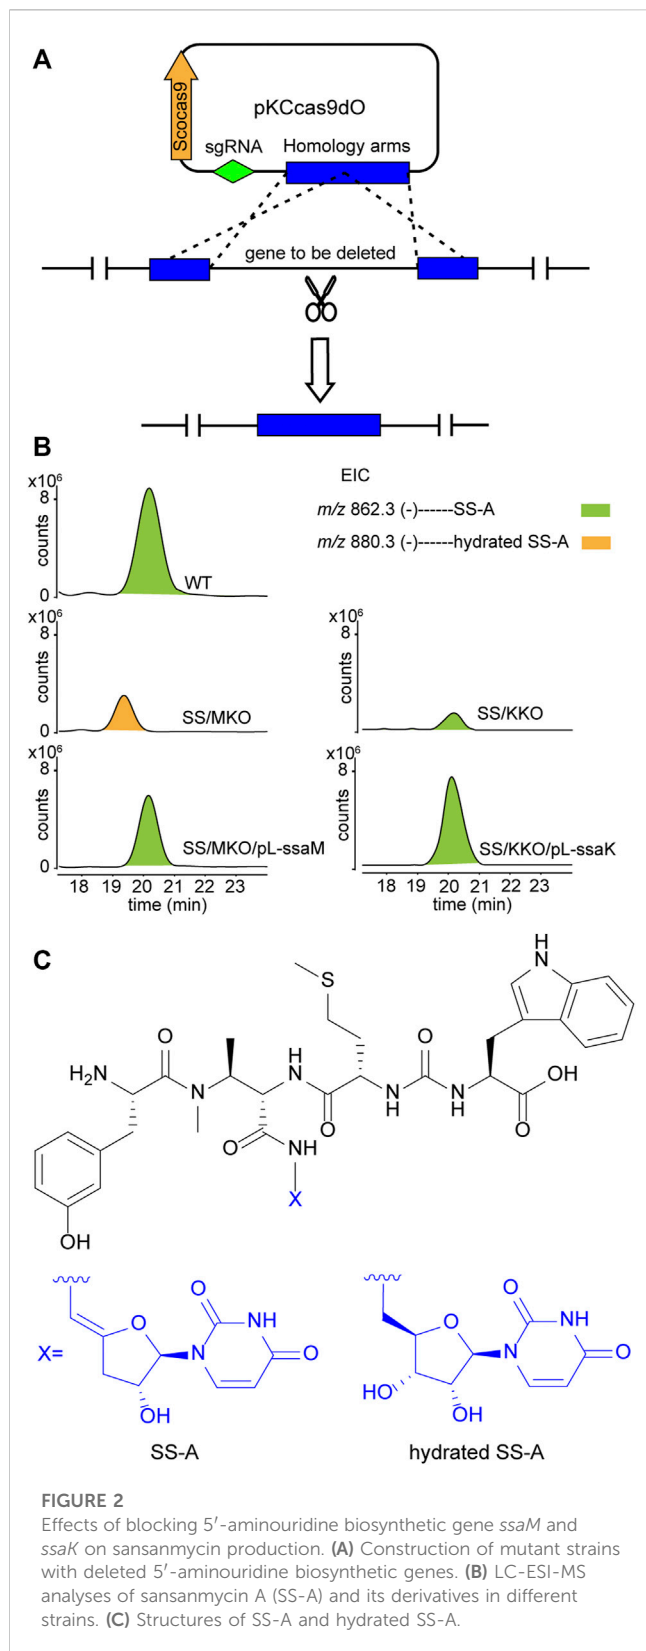 A
Scocas9
pKCcas9dO
sgRNA
Homology arms
gene to be deleted
B
EIC
m/z 862.3 (-)------SS-A
m/z 880.3 (-)------hydrated SS-A
x10⁶
8
counts
0
WT
x10⁶
8
counts
0
SS/MKO
x10⁶
8
counts
0
SS/KKO
x10⁶
8
counts
0
SS/MKO/pL-ssaM
18 19 20 21 22 23
time (min)
x10⁶
8
counts
0
SS/KKO/pL-ssaK
18 19 20 21 22 23
time (min)
C
H₂N
O
N
OH
O
NH
X
H
N
O
S
N
H
O
N
H
O
OH
H
N
X=
O
OH
N
O
NH
O
SS-A
O
HO
OH
N
O
NH
O
hydrated SS-A
FIGURE 2
Effects of blocking 5′-aminouridine biosynthetic gene ssaM and
ssaK on sansanmycin production. (A) Construction of mutant strains
with deleted 5′-aminouridine biosynthetic genes. (B) LC-ESI-MS
analyses of sansanmycin A (SS-A) and its derivatives in different
strains. (C) Structures of SS-A and hydrated SS-A.